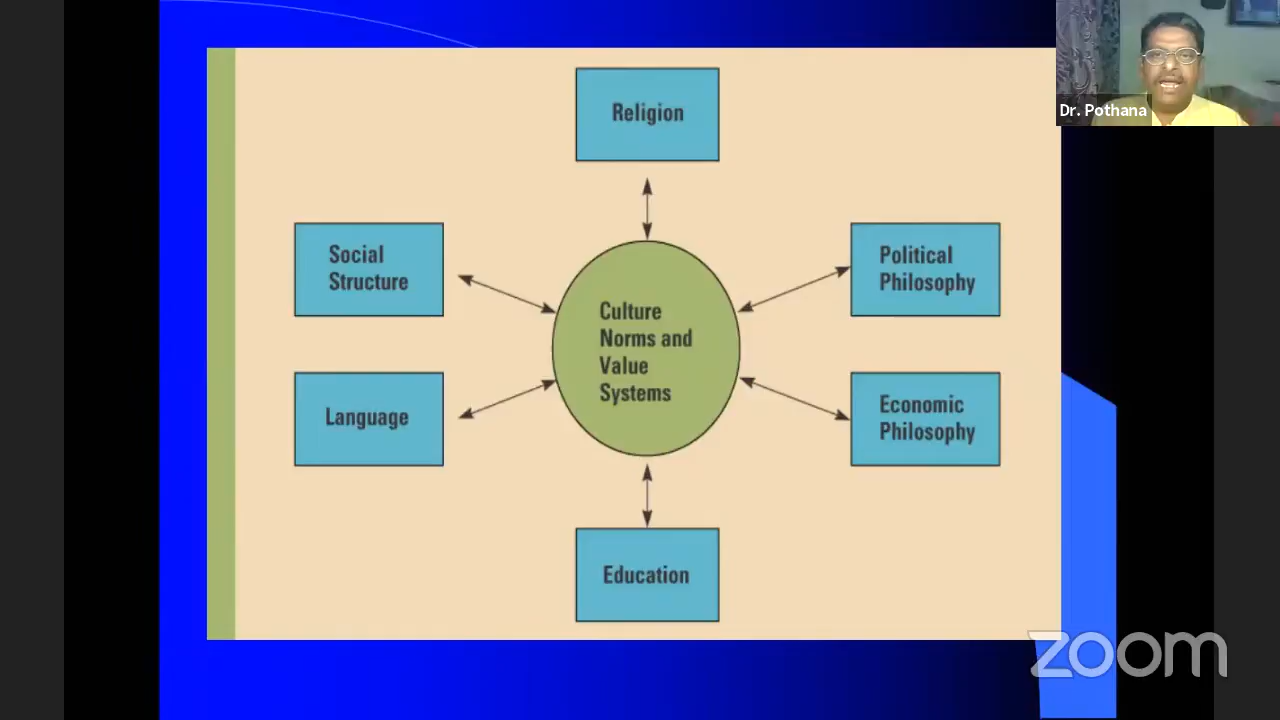 Religion
Dr. Pothana
Social
Structure
Political
Philosophy
Culture
Norms and
Value
Systems
Language
Economic
Philosophy
Education
zoom